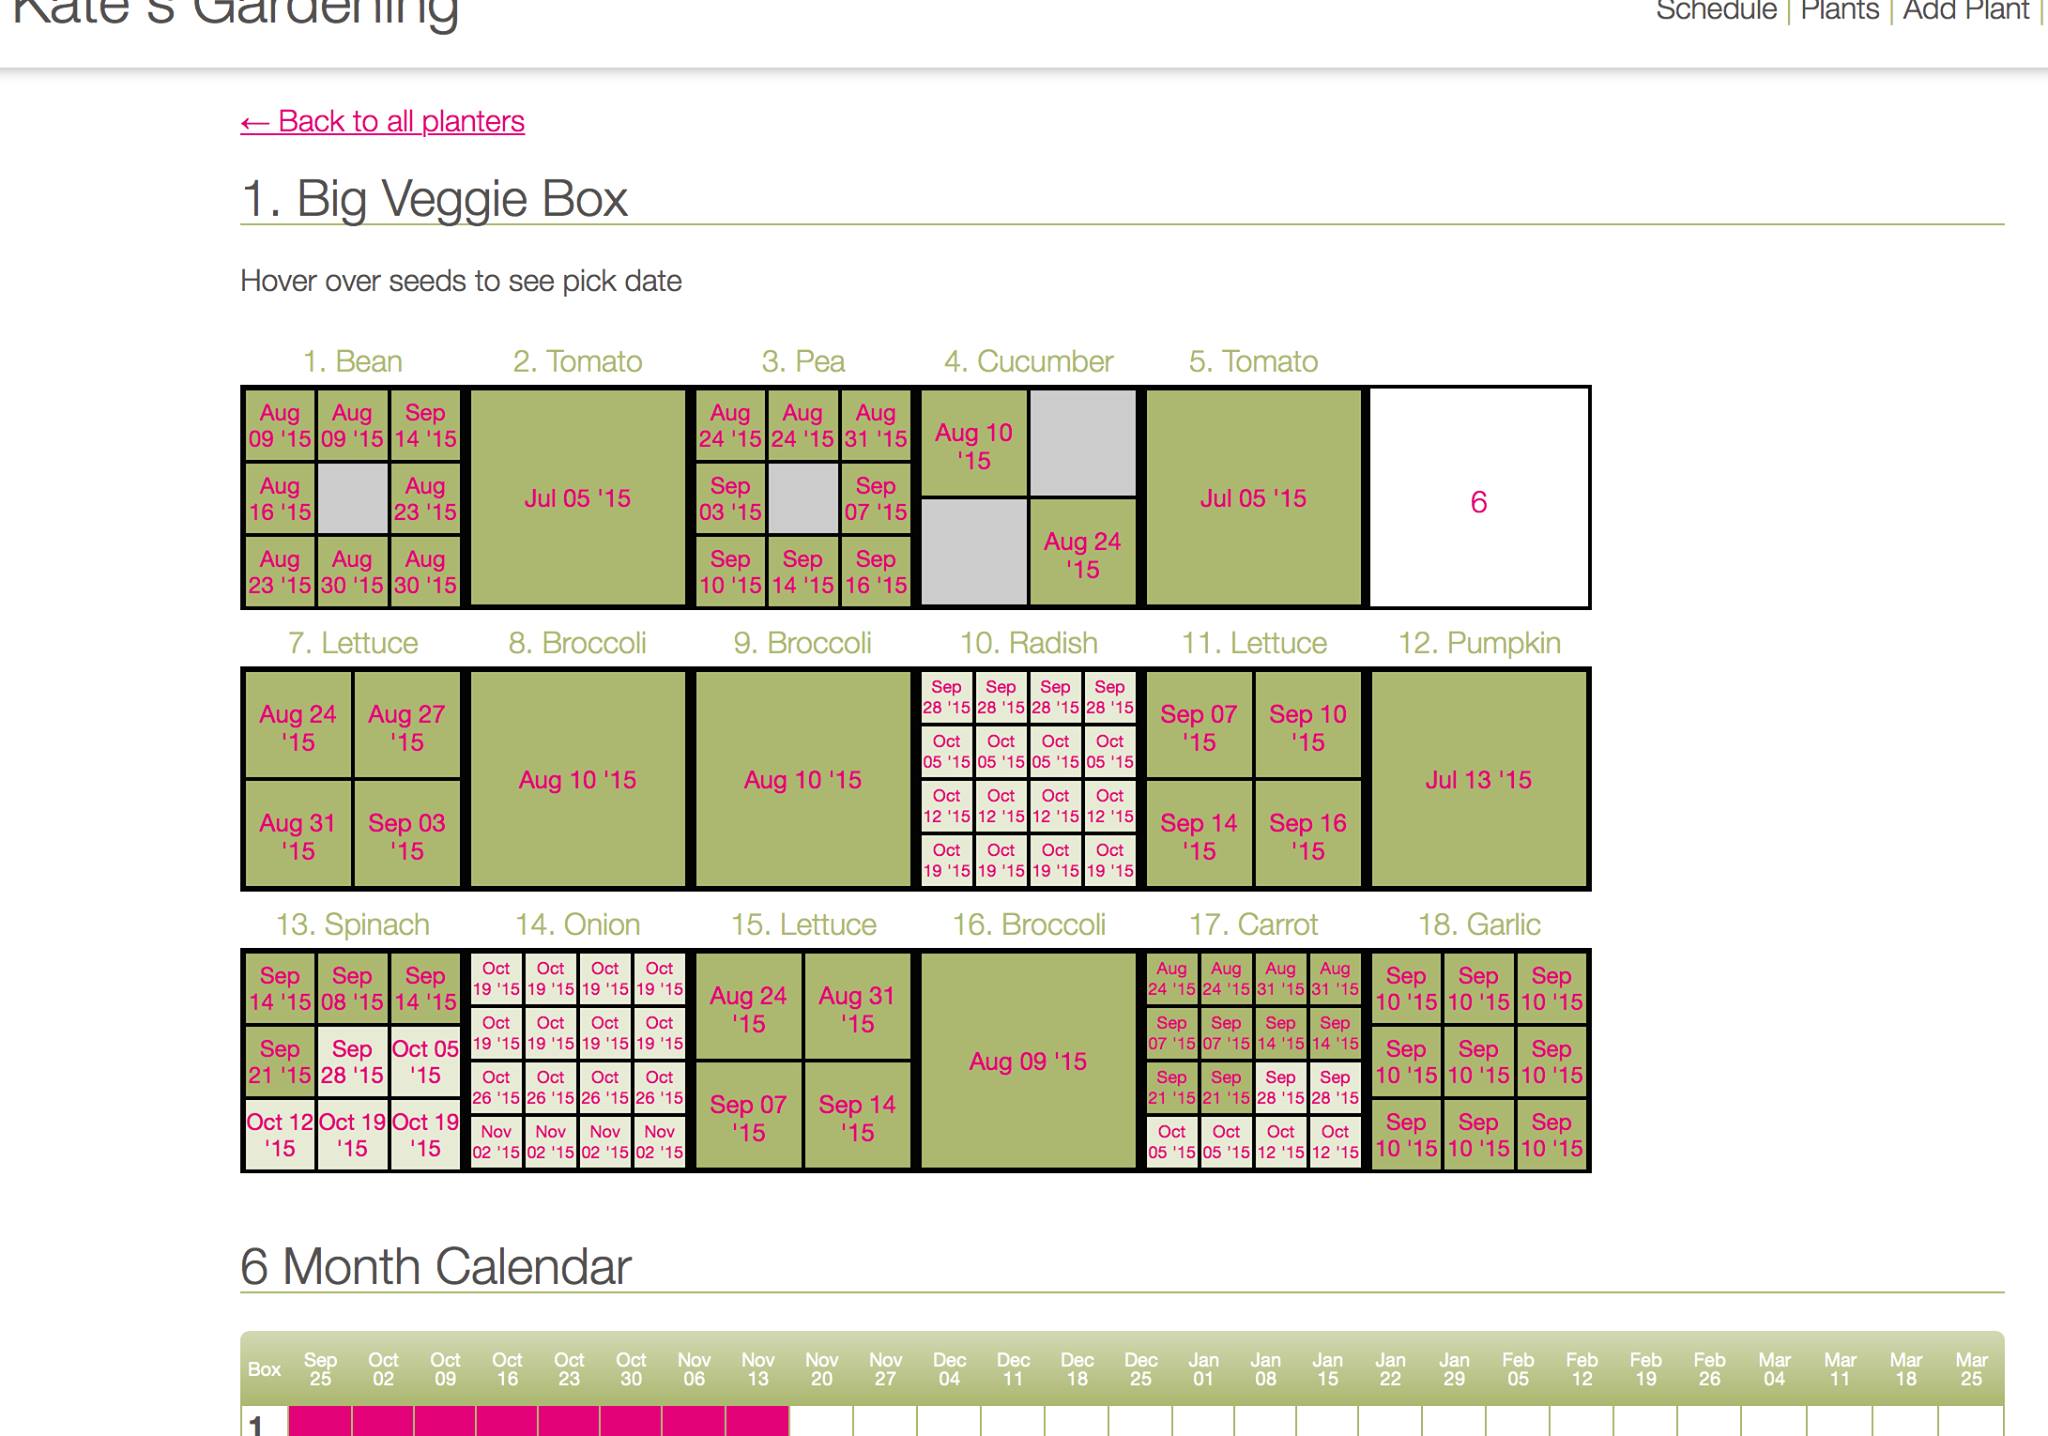 Kate's Gardening
Schedule | Plants | Add Plant |
← Back to all planters
1. Big Veggie Box
Hover over seeds to see pick date
1. Bean 2. Tomato 3. Pea 4. Cucumber 5. Tomato
Aug 09 '15 Aug 09 '15 Sep 14 '15
Aug 16 '15 Aug 23 '15
Aug 23 '15 Aug 30 '15 Aug 30 '15
Jul 05 '15
Aug 24 '15 Aug 24 '15 Aug 31 '15
Sep 03 '15 Sep 07 '15
Sep 10 '15 Sep 14 '15 Sep 16 '15
Aug 10 '15
Aug 24 '15
Jul 05 '15
6
7. Lettuce 8. Broccoli 9. Broccoli 10. Radish 11. Lettuce 12. Pumpkin
Aug 24 '15 Aug 27 '15
Aug 31 '15 Sep 03 '15
Aug 10 '15
Aug 10 '15
Sep 28 '15 Sep 28 '15 Sep 28 '15 Sep 28 '15
Oct 05 '15 Oct 05 '15 Oct 05 '15 Oct 05 '15
Oct 12 '15 Oct 12 '15 Oct 12 '15 Oct 12 '15
Oct 19 '15 Oct 19 '15 Oct 19 '15 Oct 19 '15
Sep 07 '15 Sep 10 '15
Sep 14 '15 Sep 16 '15
Jul 13 '15
13. Spinach 14. Onion 15. Lettuce 16. Broccoli 17. Carrot 18. Garlic
Sep 14 '15 Sep 08 '15 Sep 14 '15
Sep 21 '15 Sep 28 '15 Oct 05 '15
Oct 12 '15 Oct 19 '15 Oct 19 '15
Oct 19 '15 Oct 19 '15 Oct 19 '15 Oct 19 '15
Oct 19 '15 Oct 19 '15 Oct 19 '15 Oct 19 '15
Oct 26 '15 Oct 26 '15 Oct 26 '15 Oct 26 '15
Nov 02 '15 Nov 02 '15 Nov 02 '15 Nov 02 '15
Aug 24 '15 Aug 31 '15
Sep 07 '15 Sep 14 '15
Aug 09 '15
Aug 24 '15 Aug 24 '15 Aug 31 '15 Aug 31 '15
Sep 07 '15 Sep 07 '15 Sep 14 '15 Sep 14 '15
Sep 21 '15 Sep 21 '15 Sep 28 '15 Sep 28 '15
Oct 05 '15 Oct 05 '15 Oct 12 '15 Oct 12 '15
Sep 10 '15 Sep 10 '15 Sep 10 '15
Sep 10 '15 Sep 10 '15 Sep 10 '15
Sep 10 '15 Sep 10 '15 Sep 10 '15
6 Month Calendar
Box Sep 25 Oct 02 Oct 09 Oct 16 Oct 23 Oct 30 Nov 06 Nov 13 Nov 20 Nov 27 Dec 04 Dec 11 Dec 18 Dec 25 Jan 01 Jan 08 Jan 15 Jan 22 Jan 29 Feb 05 Feb 12 Feb 19 Feb 26 Mar 04 Mar 11 Mar 18 Mar 25
1